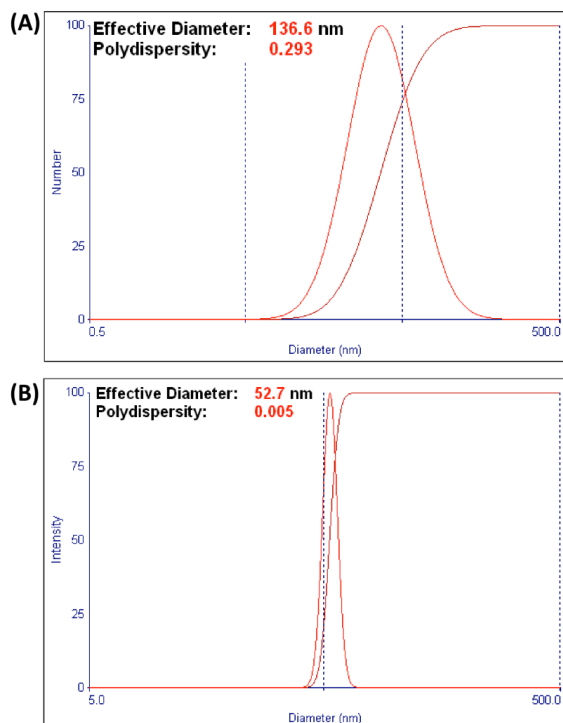 (A)
Effective Diameter: 136.6 nm
Polydispersity: 0.293
100
75
50
25
0
Number
0.5
500.0
Diameter (nm)
(B)
Effective Diameter: 52.7 nm
Polydispersity: 0.005
100
75
50
25
0
Intensity
5.0
500.0
Diameter (nm)